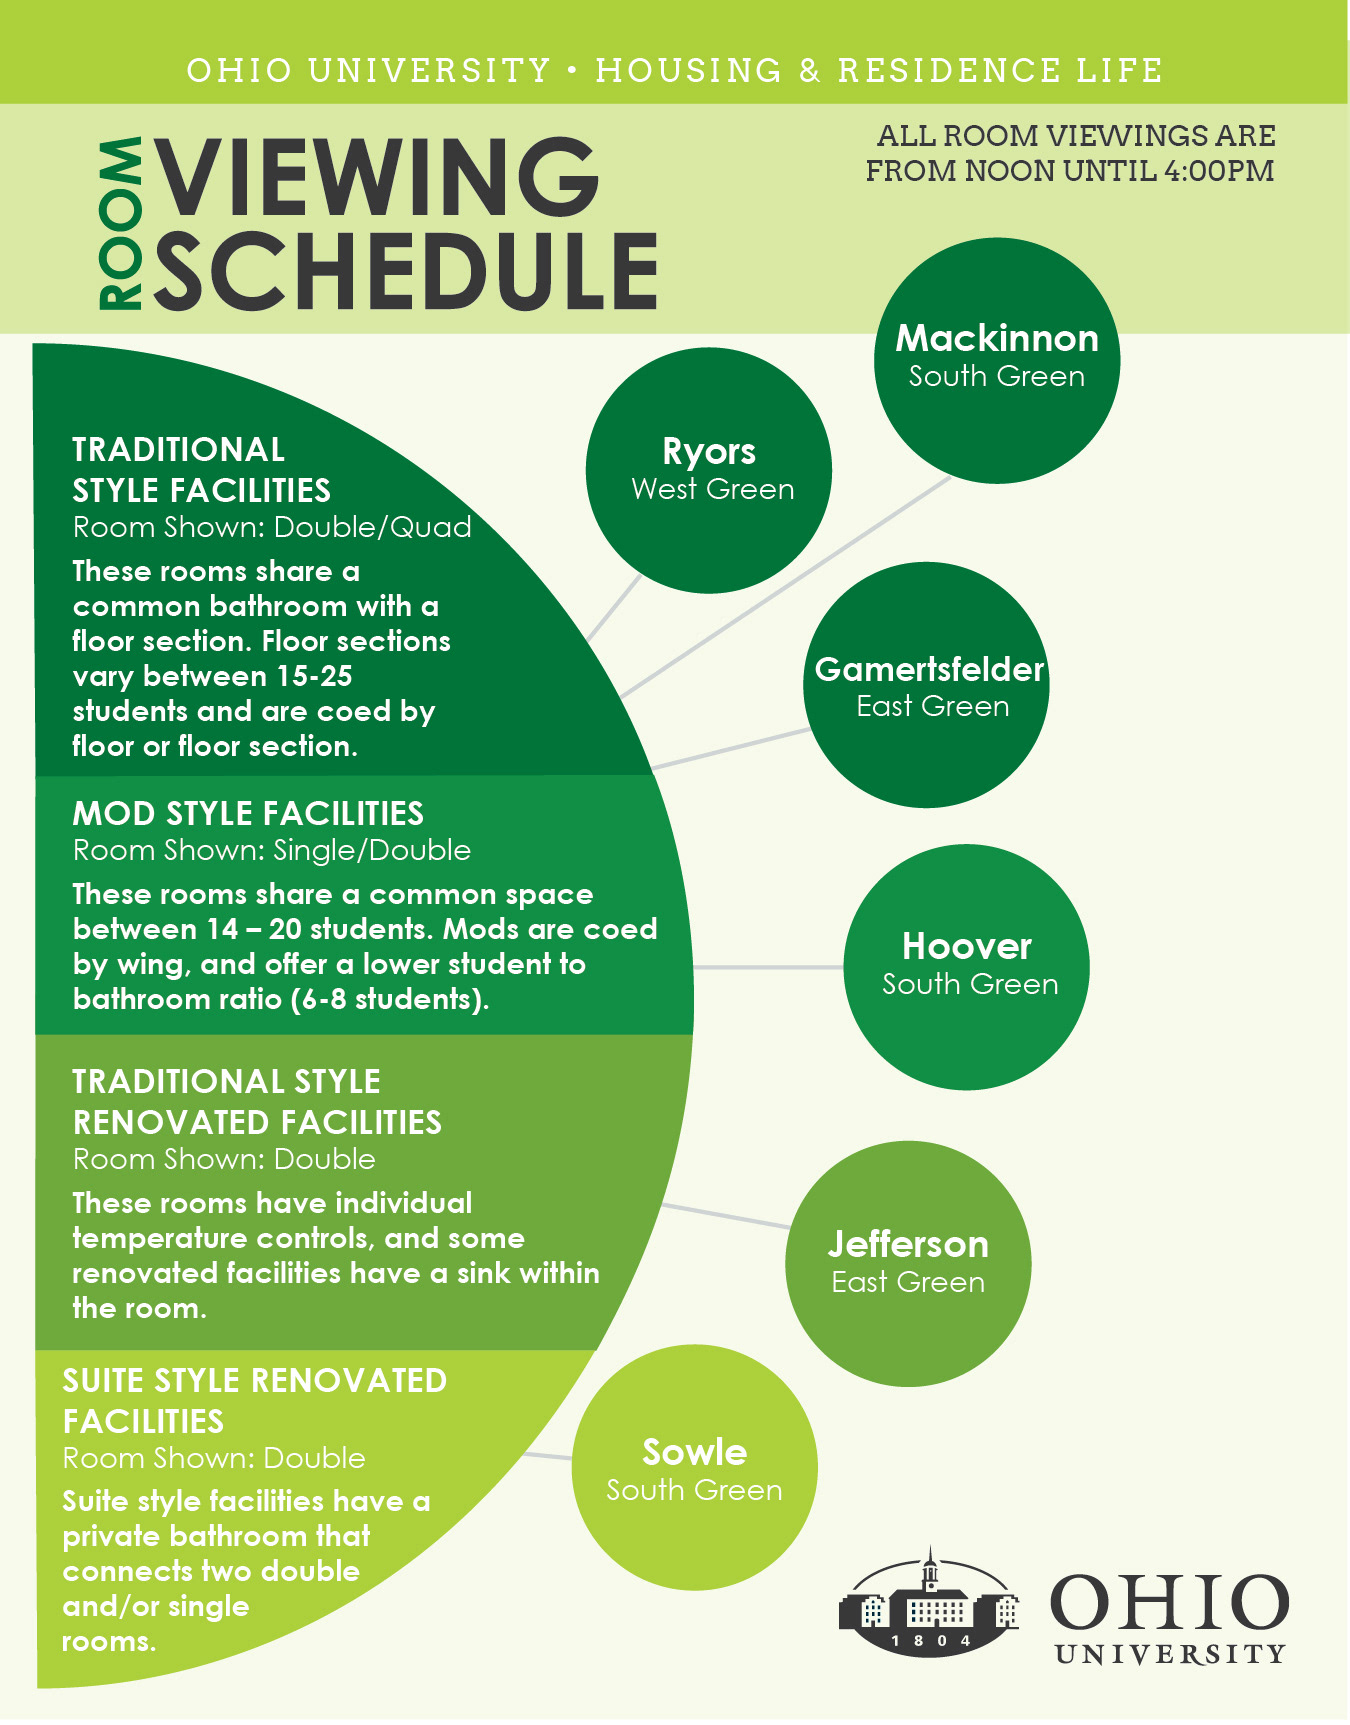 OHIO UNIVERSITY • HOUSING & RESIDENCE LIFE
ROOM
VIEWING
SCHEDULE
ALL ROOM VIEWINGS ARE
FROM NOON UNTIL 4:00PM
Mackinnon
South Green
Ryors
West Green
TRADITIONAL
STYLE FACILITIES
Room Shown: Double/Quad
These rooms share a
common bathroom with a
floor section. Floor sections
vary between 15-25
students and are coed by
floor or floor section.
Gamertsfelder
East Green
MOD STYLE FACILITIES
Room Shown: Single/Double
These rooms share a common space
between 14 – 20 students. Mods are coed
by wing, and offer a lower student to
bathroom ratio (6-8 students).
Hoover
South Green
TRADITIONAL STYLE
RENOVATED FACILITIES
Room Shown: Double
These rooms have individual
temperature controls, and some
renovated facilities have a sink within
the room.
Jefferson
East Green
SUITE STYLE RENOVATED
FACILITIES
Room Shown: Double
Suite style facilities have a
private bathroom that
connects two double
and/or single
rooms.
Sowle
South Green
1804
OHIO
UNIVERSITY